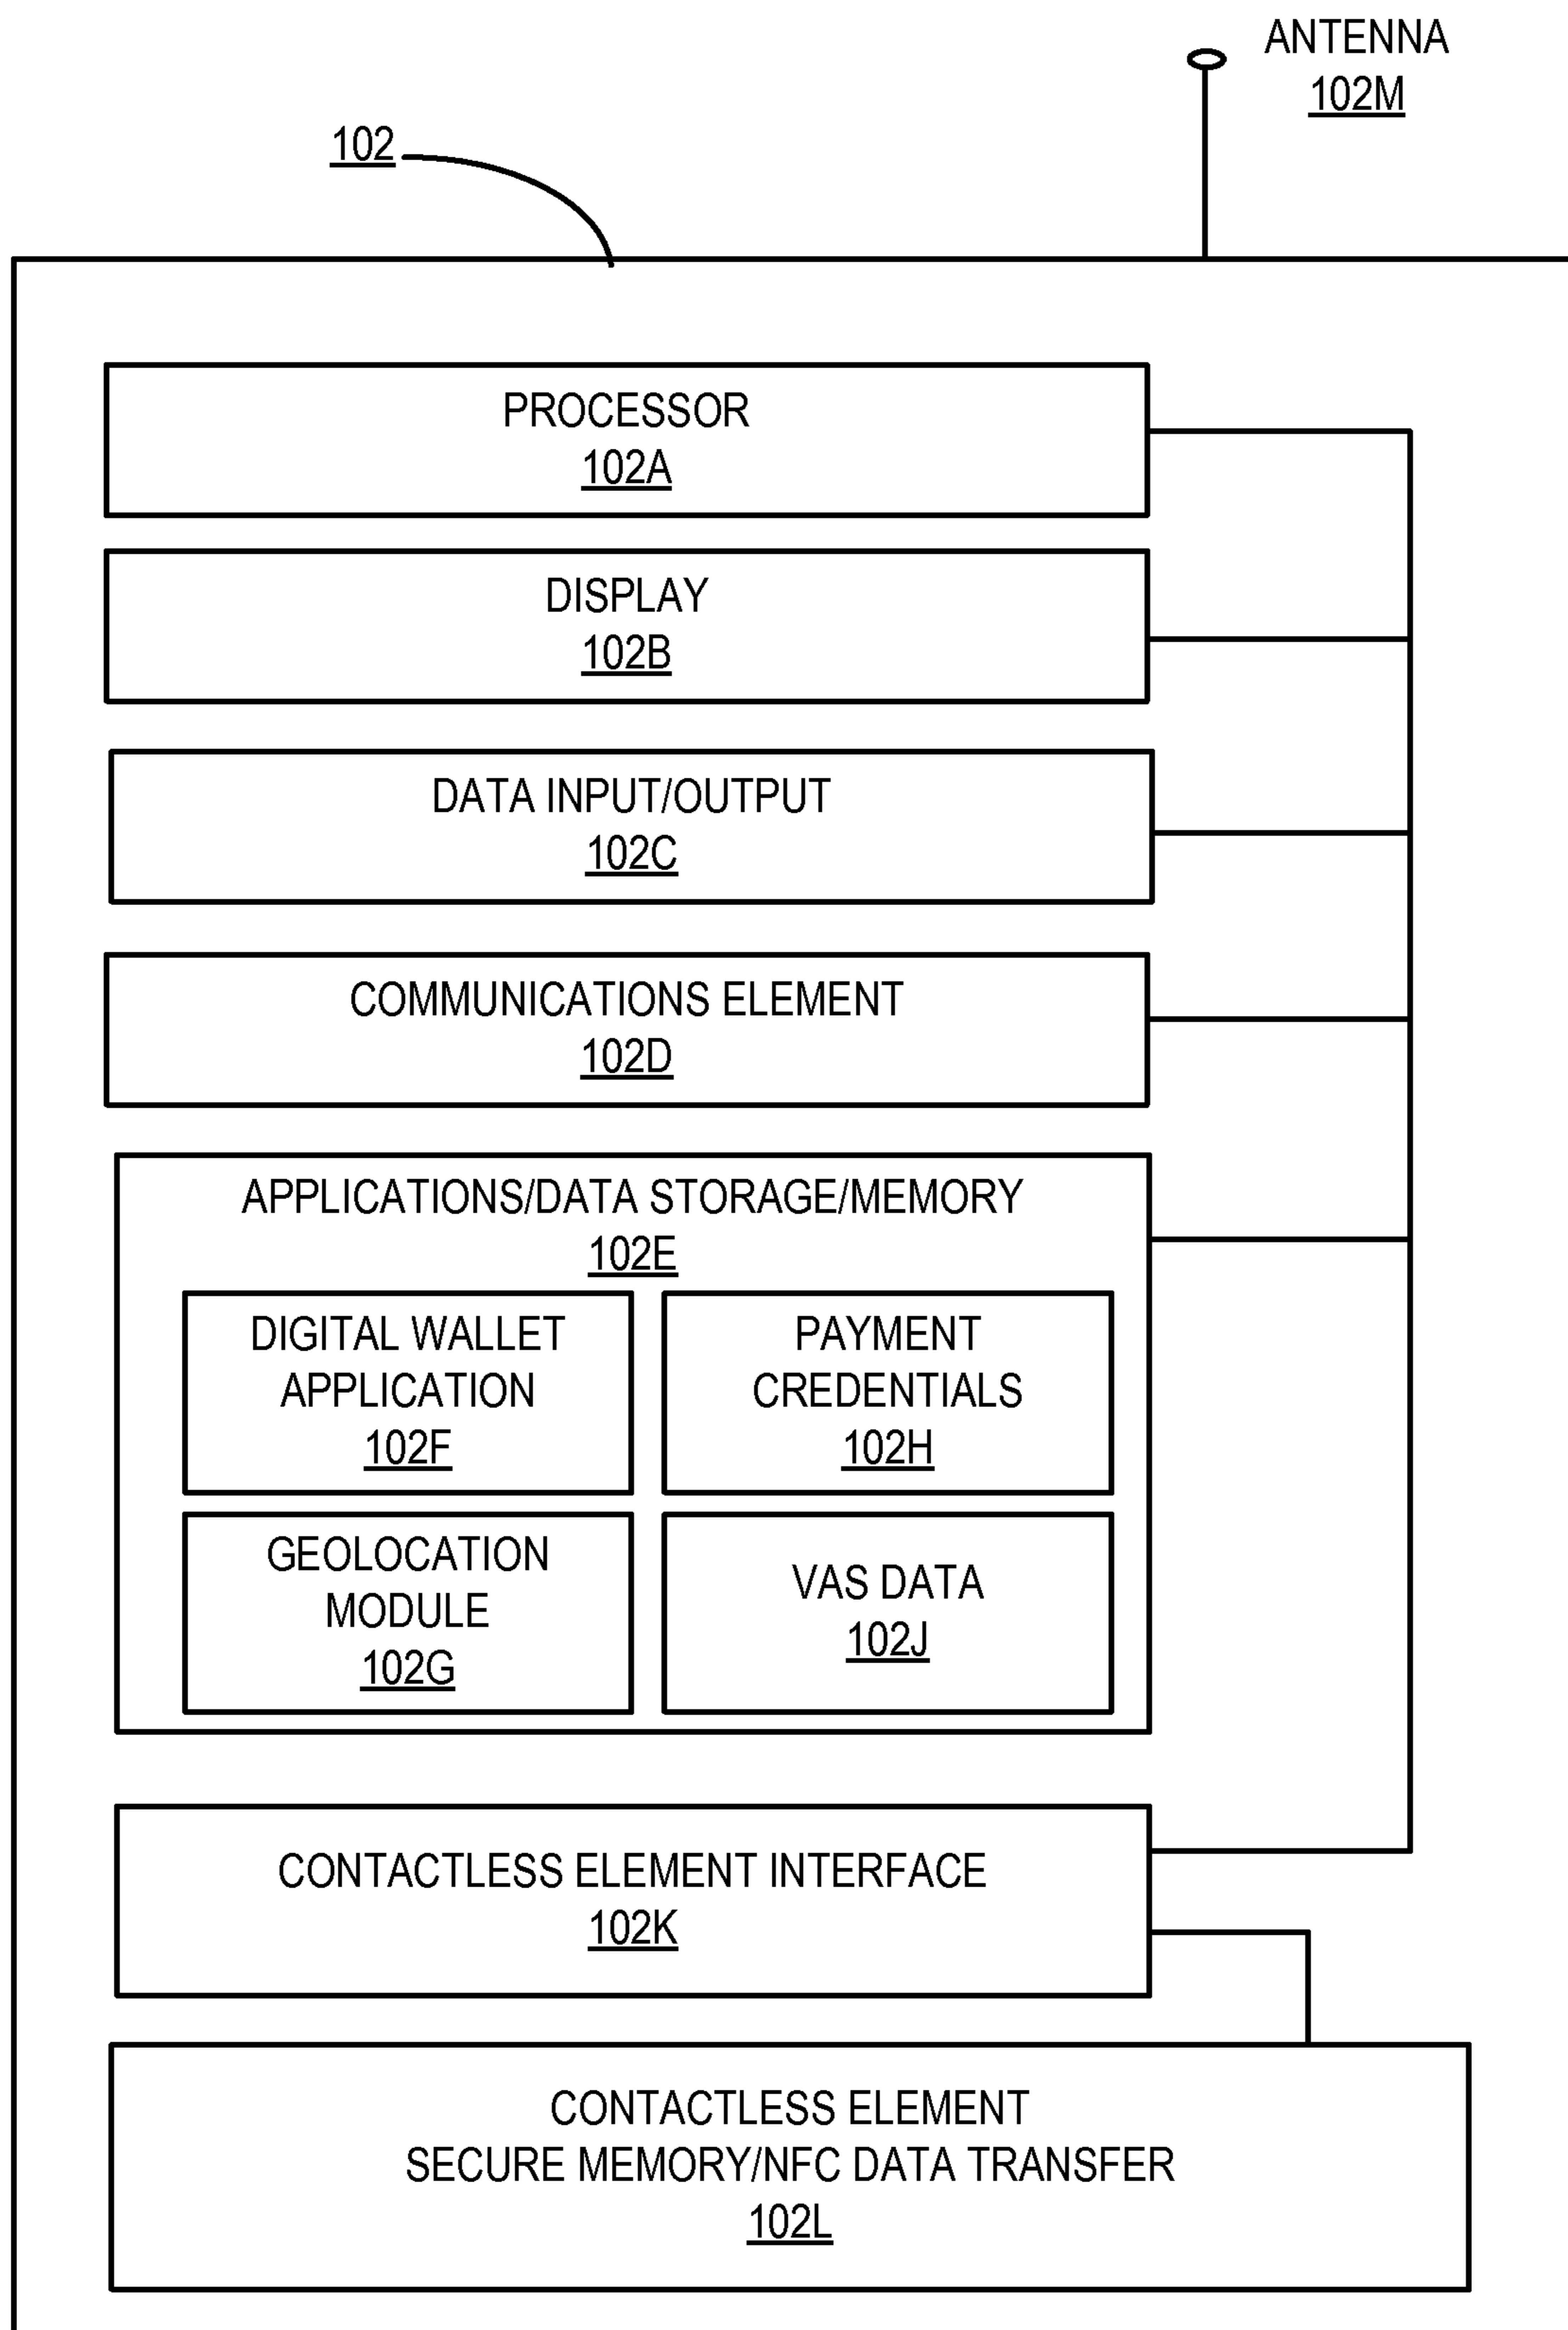 ANTENNA
102M
102
PROCESSOR
102A
DISPLAY
102B
DATA INPUT/OUTPUT
102C
COMMUNICATIONS ELEMENT
102D
APPLICATIONS/DATA STORAGE/MEMORY
102E
DIGITAL WALLET
APPLICATION
102F
PAYMENT
CREDENTIALS
102H
GEOLOCATION
MODULE
102G
VAS DATA
102J
CONTACTLESS ELEMENT INTERFACE
102K
CONTACTLESS ELEMENT
SECURE MEMORY/NFC DATA TRANSFER
102L